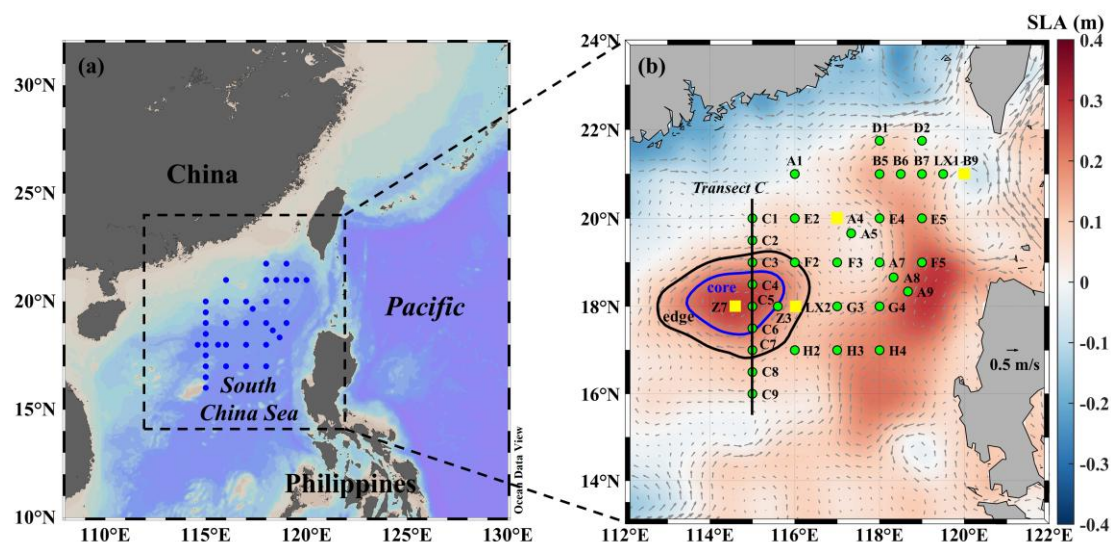 (a)
30°N
25°N
20°N
15°N
10°N
110°E 115°E 120°E 125°E 130°E
China
Pacific
South
China Sea
Philippines
Ocean Data View
(b)
SLA (m)
24°N
22°N
20°N
18°N
16°N
14°N
112°E 114°E 116°E 118°E 120°E 122°E
0.4
0.3
0.2
0.1
0
-0.1
-0.2
-0.3
-0.4
D1 D2
A1 B5 B6 B7 LX1 B9
Transect C
C1 E2 A4 E4 E5
C2 A5
C3 F2 F3 A7 F5
core C4 A8
A9
edge Z7 C5 Z3 LX2 G3 G4
C6
C7 H2 H3 H4
C8
C9
0.5 m/s